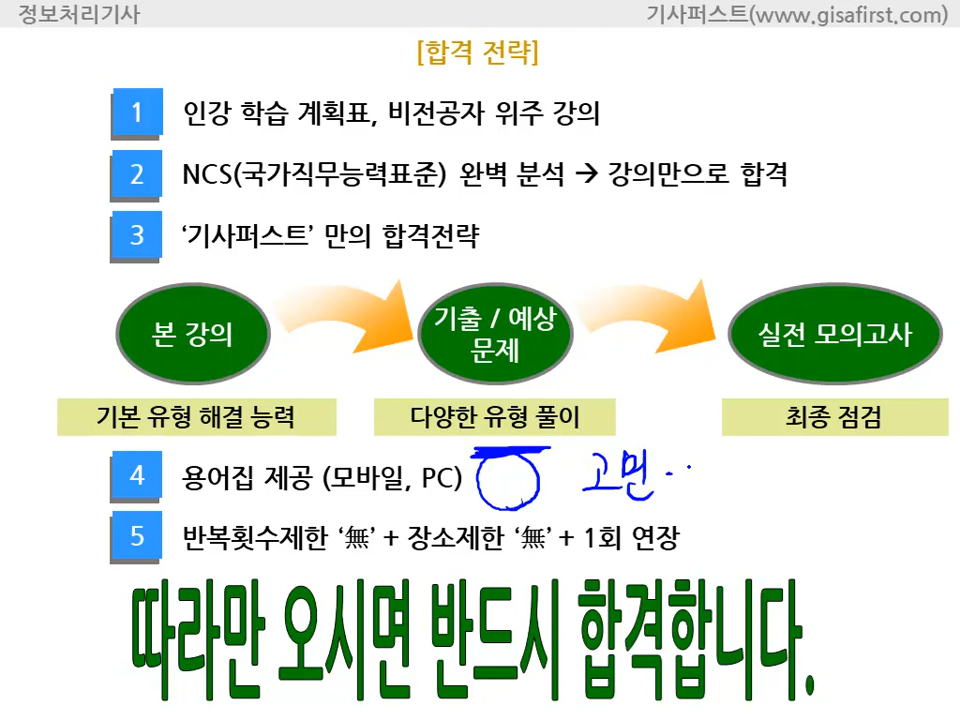 정보처리기사
기사퍼스트(www.gisafirst.com)
[합격 전략]
1 인강 학습 계획표, 비전공자 위주 강의
2 NCS(국가직무능력표준) 완벽 분석 → 강의만으로 합격
3 ‘기사퍼스트’ 만의 합격전략
본 강의
기출 / 예상
문제
실전 모의고사
기본 유형 해결 능력
다양한 유형 풀이
최종 점검
4 용어집 제공 (모바일, PC) 고민...
5 반복횟수제한 ‘無’ + 장소제한 ‘無’ + 1회 연장
따라만 오시면 반드시 합격합니다.